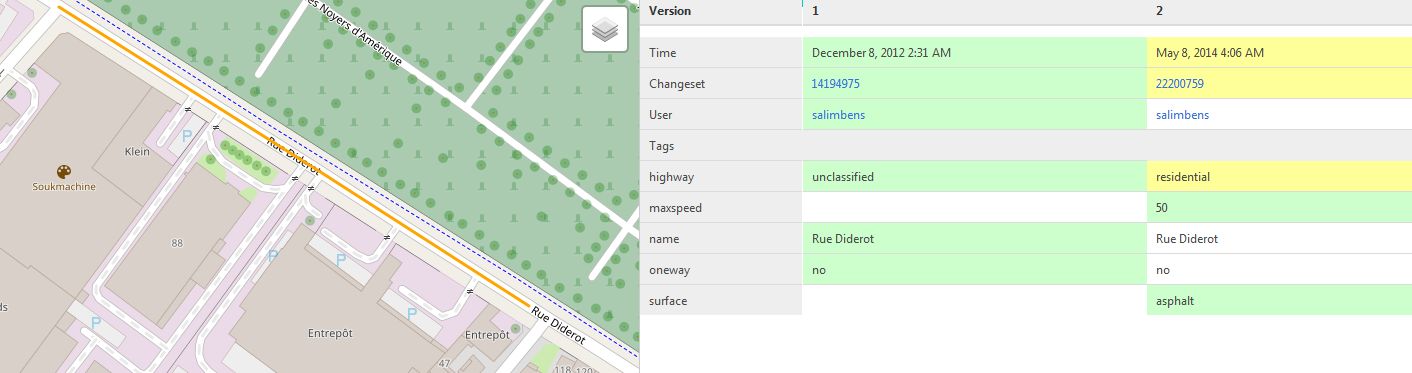 es Noyers d'Amérique
Klein
P
Rue Diderot
Soukmachine
88
P
P
P
P
ds
Entrepôt
Entrepôt
Rue Diderot
47
118
120
Version 1 2
Time December 8, 2012 2:31 AM May 8, 2014 4:06 AM
Changeset 14194975 22200759
User salimbens salimbens
Tags
highway unclassified residential
maxspeed 50
name Rue Diderot Rue Diderot
oneway no no
surface asphalt